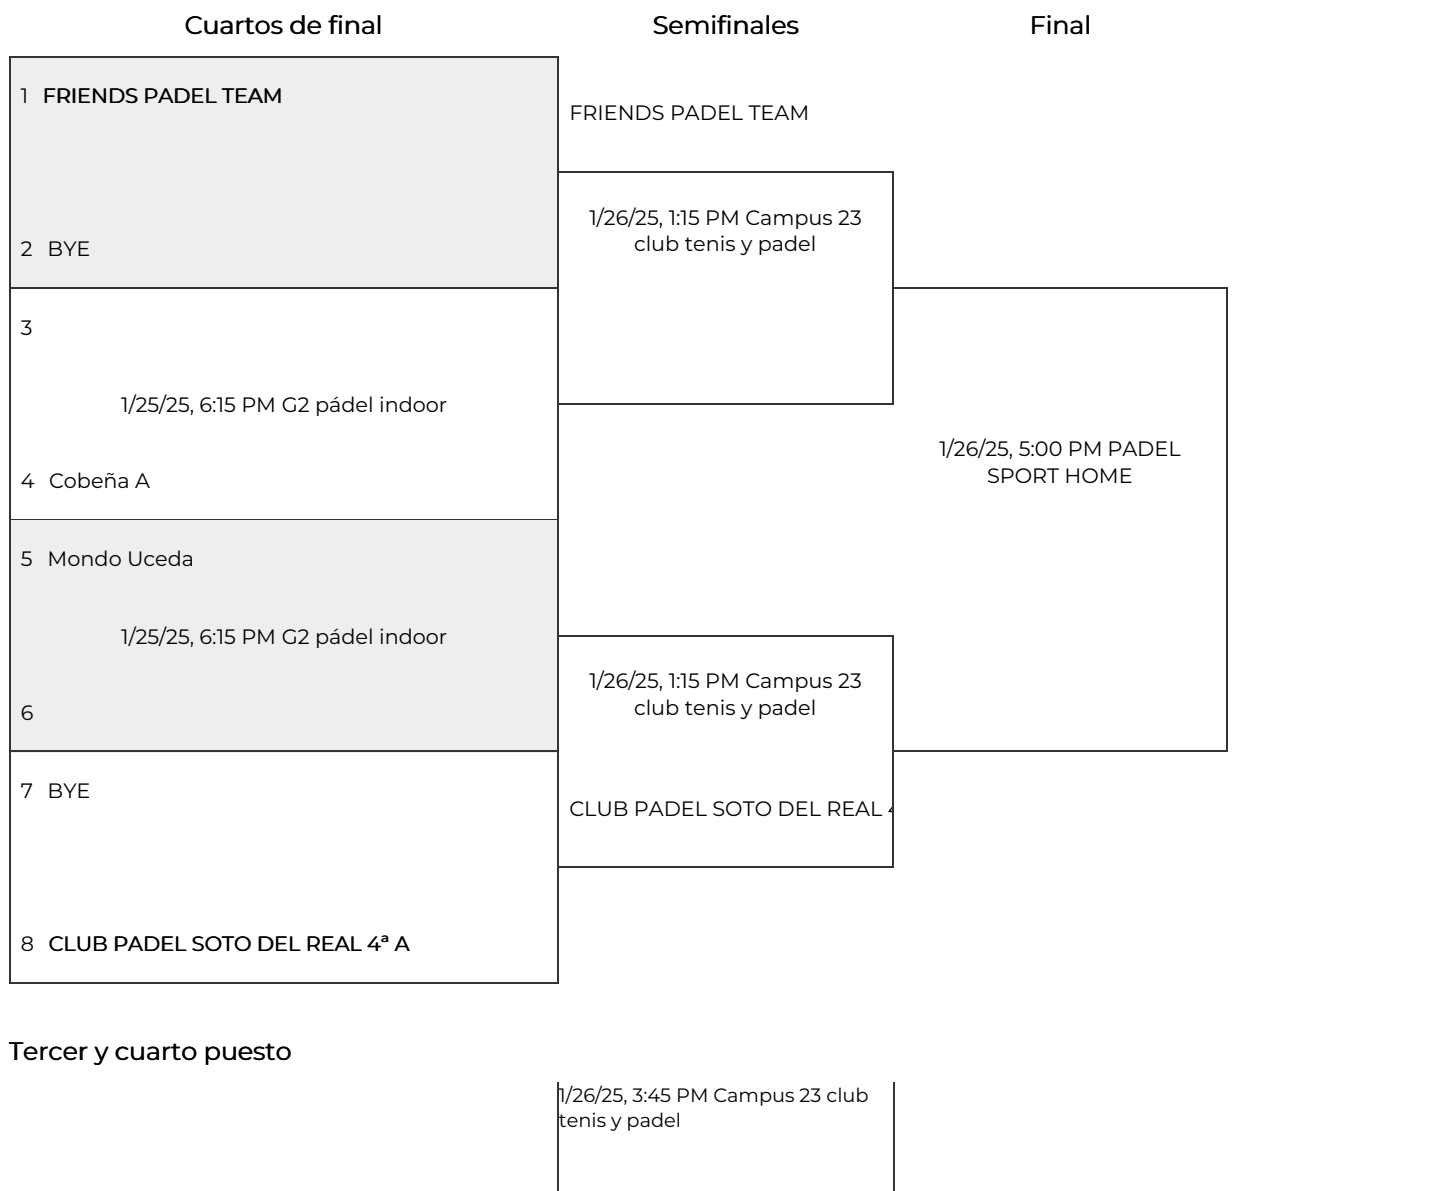 Cuartos de final
Semifinales
Final
1 FRIENDS PADEL TEAM
2 BYE
3
1/25/25, 6:15 PM G2 pádel indoor
4 Cobeña A
5 Mondo Uceda
1/25/25, 6:15 PM G2 pádel indoor
6
7 BYE
8 CLUB PADEL SOTO DEL REAL 4ª A
FRIENDS PADEL TEAM
1/26/25, 1:15 PM Campus 23
club tenis y padel
1/26/25, 1:15 PM Campus 23
club tenis y padel
CLUB PADEL SOTO DEL REAL
1/26/25, 5:00 PM PADEL
SPORT HOME
Tercer y cuarto puesto
1/26/25, 3:45 PM Campus 23 club
tenis y padel